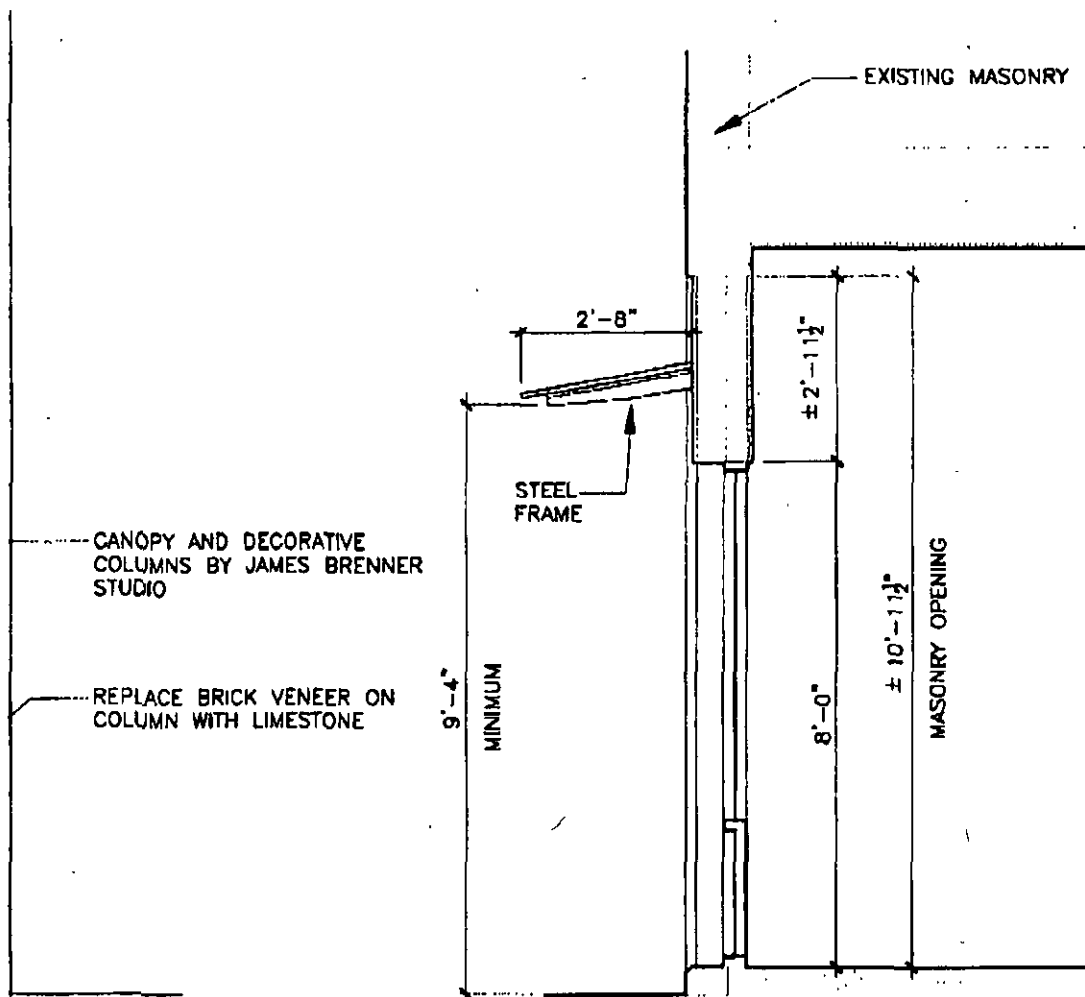 EXISTING MASONRY
2'-8"
±2'-11½"
STEEL
FRAME
CANOPY AND DECORATIVE
COLUMNS BY JAMES BRENNER
STUDIO
REPLACE BRICK VENEER ON
COLUMN WITH LIMESTONE
9'-4"
MINIMUM
8'-0"
±10'-11½"
MASONRY OPENING